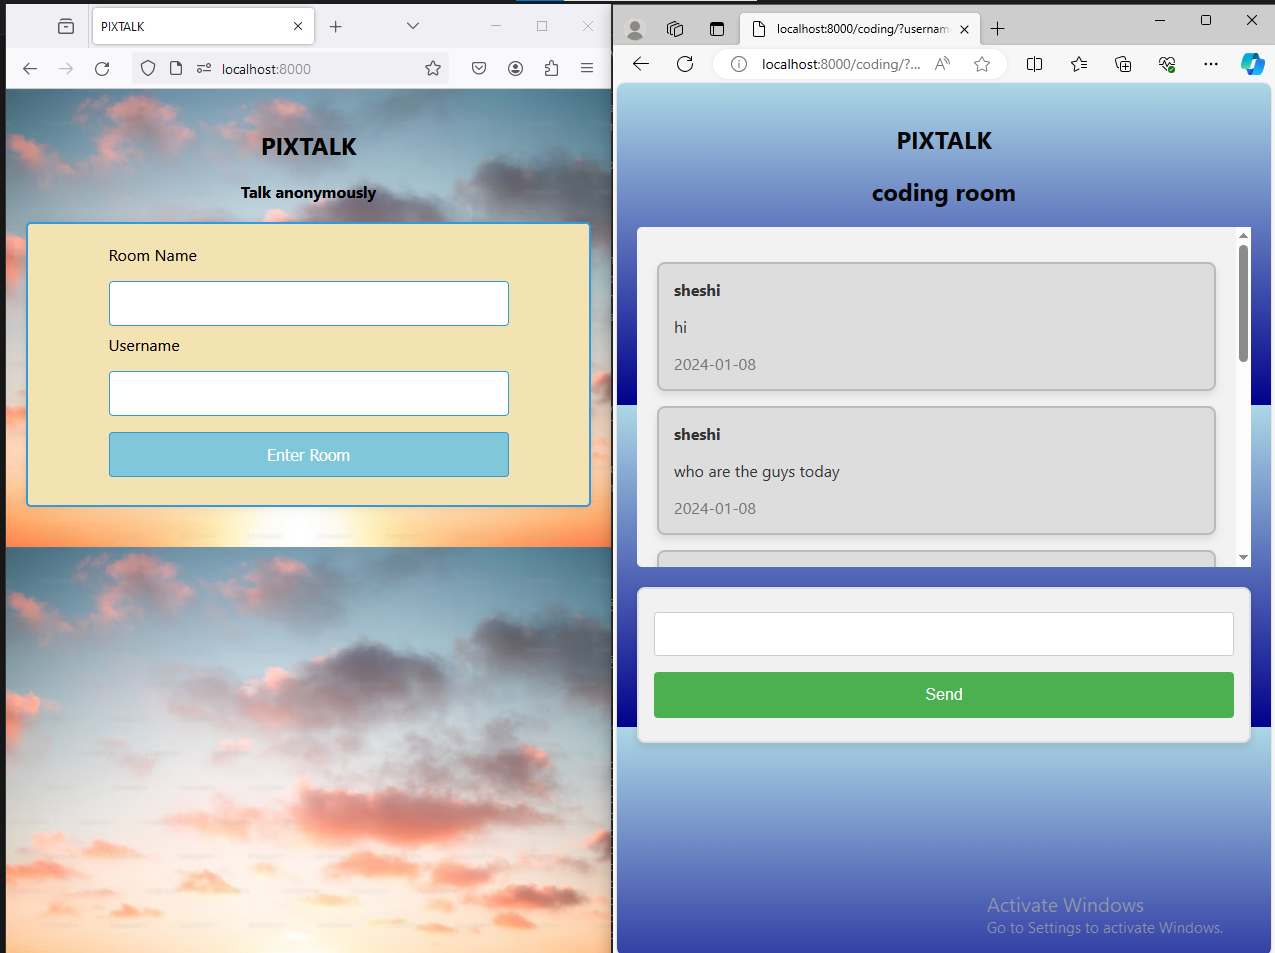 PIXTALK
localhost:8000
PIXTALK
Talk anonymously
Room Name
Username
Enter Room
localhost:8000/coding/?usernam
localhost:8000/coding/?...
PIXTALK
coding room
sheshi
hi
2024-01-08
sheshi
who are the guys today
2024-01-08
Send
Activate Windows
Go to Settings to activate Windows.